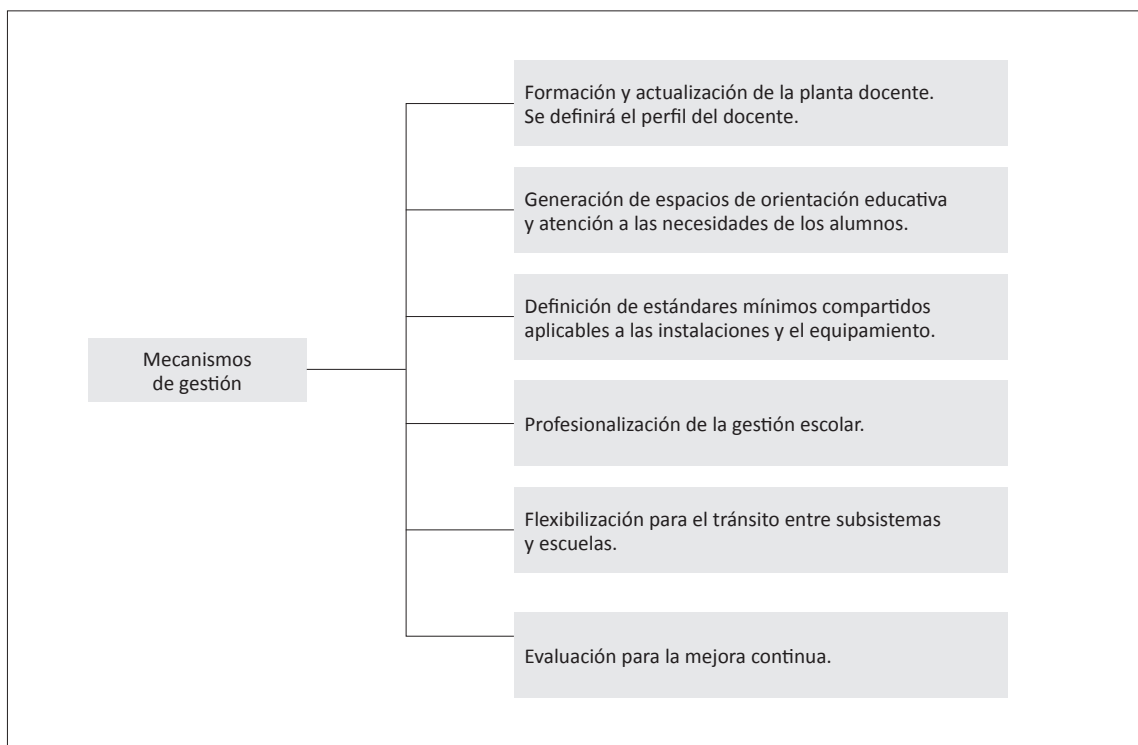 Formación y actualización de la planta docente.
Se definirá el perfil del docente.
Generación de espacios de orientación educativa
y atención a las necesidades de los alumnos.
Definición de estándares mínimos compartidos
aplicables a las instalaciones y el equipamiento.
Mecanismos
de gestión
Profesionalización de la gestión escolar.
Flexibilización para el tránsito entre subsistemas
y escuelas.
Evaluación para la mejora continua.